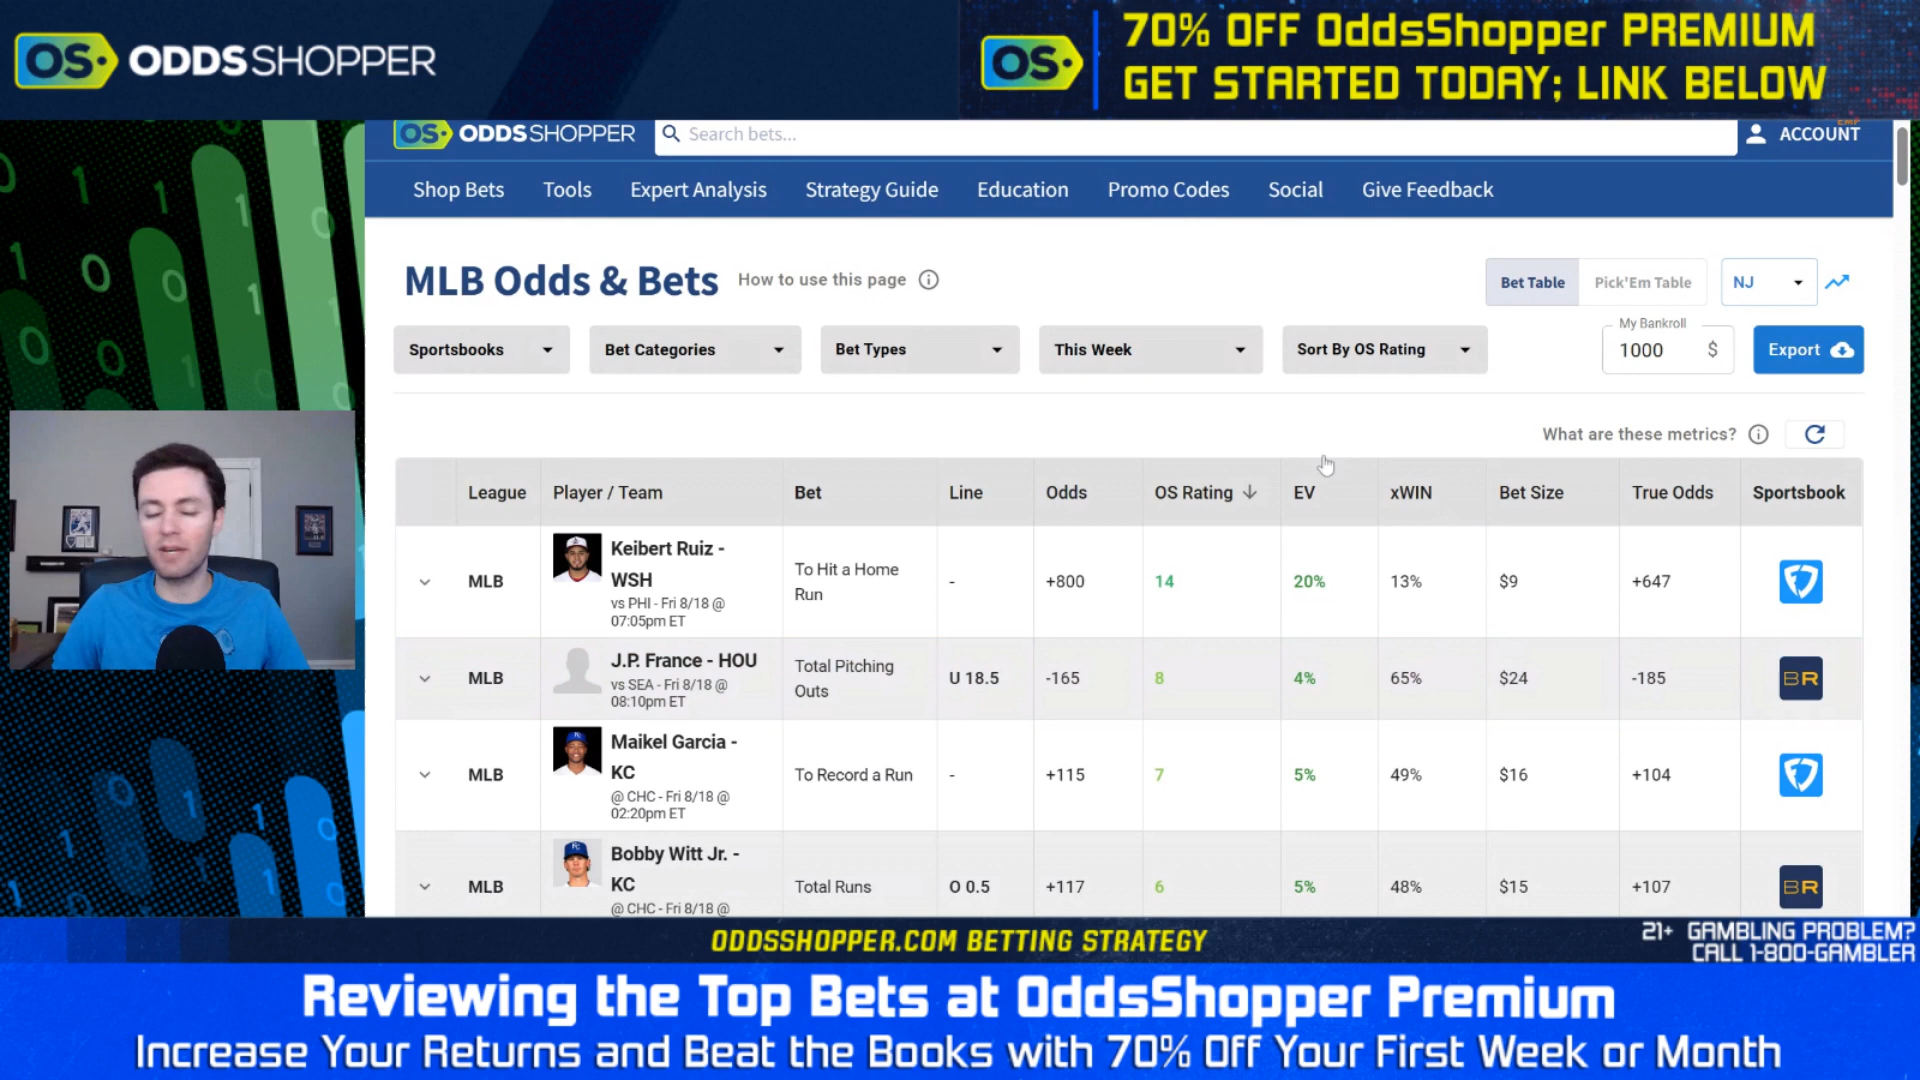 OS ODDSSHOPPER
OS
70% OFF OddsShopper PREMIUM
GET STARTED TODAY; LINK BELOW
OS ODDSSHOPPER
Search bets...
ACCOUNT
Shop Bets Tools Expert Analysis Strategy Guide Education Promo Codes Social Give Feedback
MLB Odds & Bets How to use this page
Bet Table Pick'Em Table NJ
Sportsbooks Bet Categories Bet Types This Week Sort By OS Rating
My Bankroll
1000 $
Export
What are these metrics?
League Player / Team Bet Line Odds OS Rating EV xWIN Bet Size True Odds Sportsbook
MLB
Keibert Ruiz -
WSH
vs PHI - Fri 8/18 @
07:05pm ET
To Hit a Home
Run
- +800 14 20% 13% $9 +647
MLB
J.P. France - HOU
vs SEA - Fri 8/18 @
08:10pm ET
Total Pitching
Outs
U 18.5 -165 8 4% 65% $24 -185 BR
MLB
Maikel Garcia -
KC
@ CHC - Fri 8/18 @
02:20pm ET
To Record a Run - +115 7 5% 49% $16 +104
MLB
Bobby Witt Jr. -
KC
@ CHC - Fri 8/18 @
Total Runs O 0.5 +117 6 5% 48% $15 +107 BR
ODDSSHOPPER.COM BETTING STRATEGY
21+ GAMBLING PROBLEM?
CALL 1-800-GAMBLER
Reviewing the Top Bets at OddsShopper Premium
Increase Your Returns and Beat the Books with 70% Off Your First Week or Month